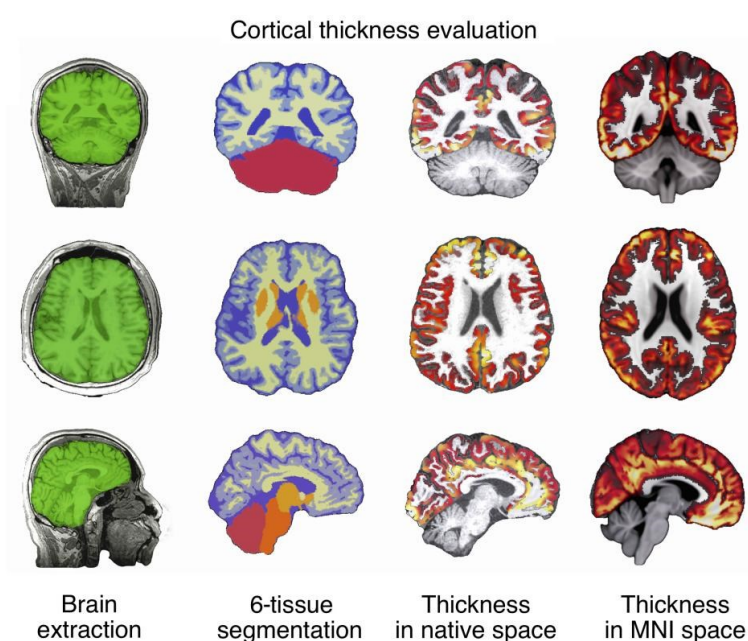 Cortical thickness evaluation
Brain
extraction
6-tissue
segmentation
Thickness
in native space
Thickness
in MNI space